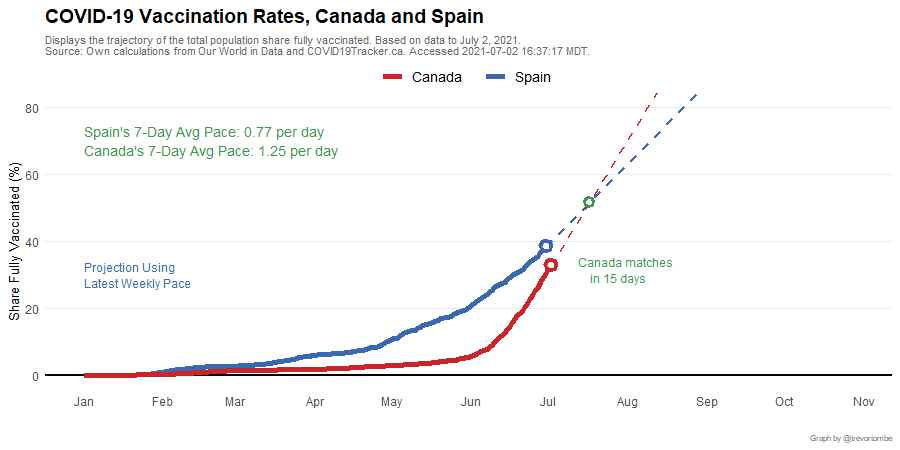 COVID-19 Vaccination Rates, Canada and Spain
Displays the trajectory of the total population share fully vaccinated. Based on data to July 2, 2021.
Source: Own calculations from Our World in Data and COVID19Tracker.ca. Accessed 2021-07-02 16:37:17 MDT.
Canada Spain
Share Fully Vaccinated (%)
80
60
40
20
0
Spain's 7-Day Avg Pace: 0.77 per day
Canada's 7-Day Avg Pace: 1.25 per day
Projection Using
Latest Weekly Pace
Canada matches
in 15 days
Jan Feb Mar Apr May Jun Jul Aug Sep Oct Nov
Graph by @trevortombe